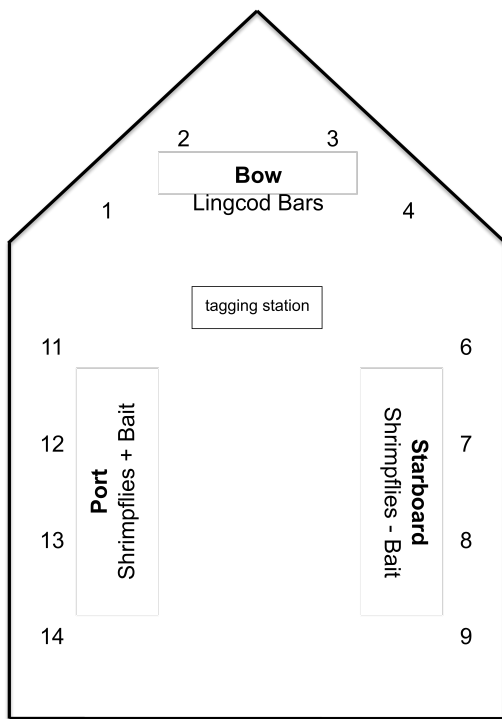 2 3
Bow
1 Lingcod Bars 4
tagging station
11 6
12 7
13 8
14 9
Port
Shrimpflies + Bait
Starboard
Shrimpflies - Bait